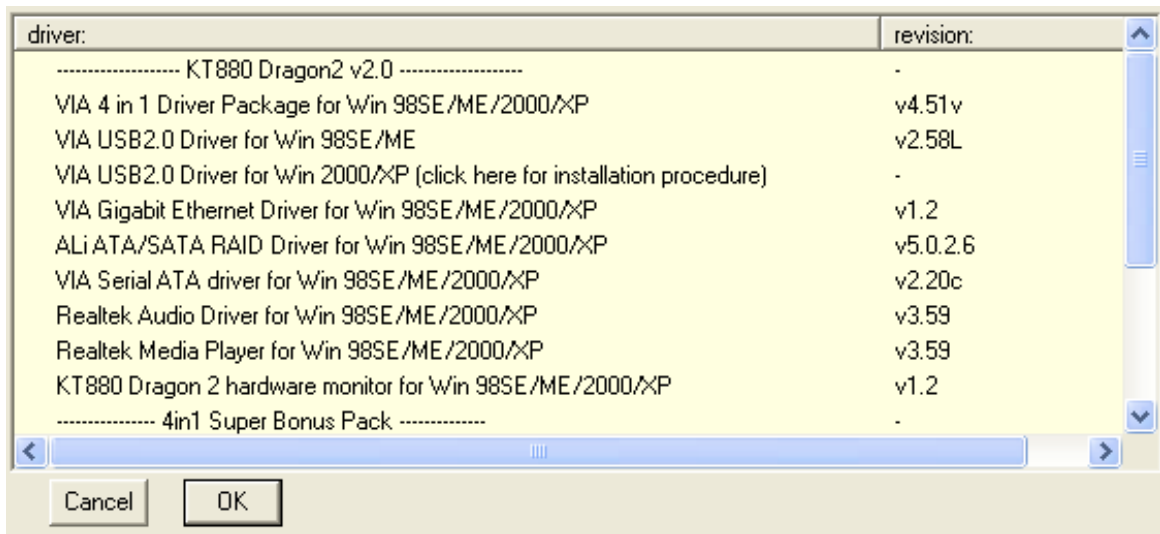 driver: revision:
-------------------- KT880 Dragon2 v2.0 -------------------- -
VIA 4 in 1 Driver Package for Win 98SE/ME/2000/XP v4.51v
VIA USB2.0 Driver for Win 98SE/ME v2.58L
VIA USB2.0 Driver for Win 2000/XP (click here for installation procedure) -
VIA Gigabit Ethernet Driver for Win 98SE/ME/2000/XP v1.2
ALi ATA/SATA RAID Driver for Win 98SE/ME/2000/XP v5.0.2.6
VIA Serial ATA driver for Win 98SE/ME/2000/XP v2.20c
Realtek Audio Driver for Win 98SE/ME/2000/XP v3.59
Realtek Media Player for Win 98SE/ME/2000/XP v3.59
KT880 Dragon 2 hardware monitor for Win 98SE/ME/2000/XP v1.2
---------------- 4in1 Super Bonus Pack -------------- -
Cancel OK